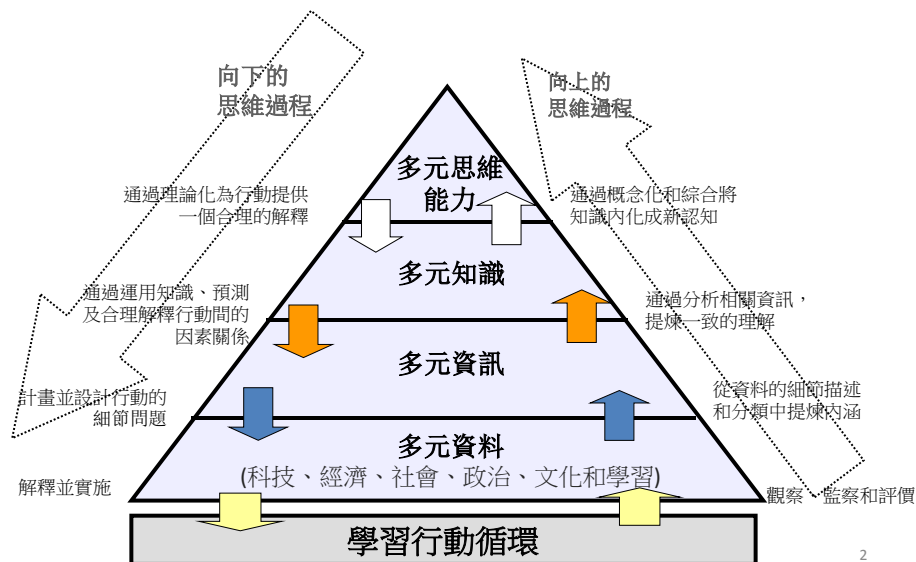 向下的
思維過程
向上的
思維過程
多元思維
能力
通過理論化為行動提供
一個合理的解釋
通過概念化和綜合將
知識內化成新認知
多元知識
通過運用知識、預測
及合理解釋行動間的
因素關係
通過分析相關資訊，
提煉一致的理解
多元資訊
計畫並設計行動的
細節問題
從資料的細節描述
和分類中提煉內涵
多元資料
(科技、經濟、社會、政治、文化和學習)
解釋並實施
觀察、監察和評價
學習行動循環
2